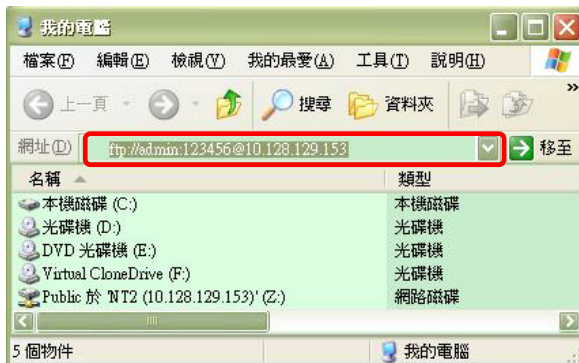 我的電腦
檔案(F) 編輯(E) 檢視(V) 我的最愛(A) 工具(T) 說明(H)
上一頁 搜尋 資料夾 »
網址(D) ftp://admin:123456@10.128.129.153 移至
名稱 類型
本機磁碟 (C:) 本機磁碟
光碟機 (D:) 光碟機
DVD 光碟機 (E:) 光碟機
Virtual CloneDrive (F:) 光碟機
Public 於 'NT2 (10.128.129.153)' (Z:) 網路磁碟
5 個物件 我的電腦